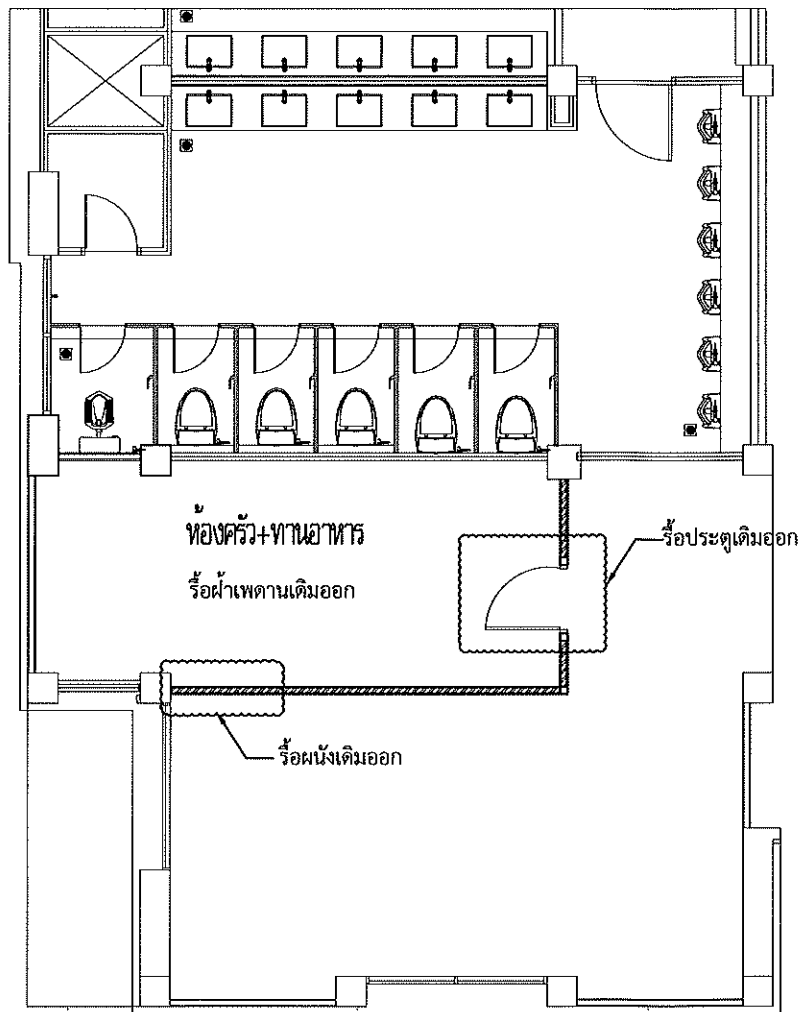 ห้องครัว+ทานอาหาร
รื้อฝ้าเพดานเดิมออก
รื้อประตูเดิมออก
รื้อผนังเดิมออก